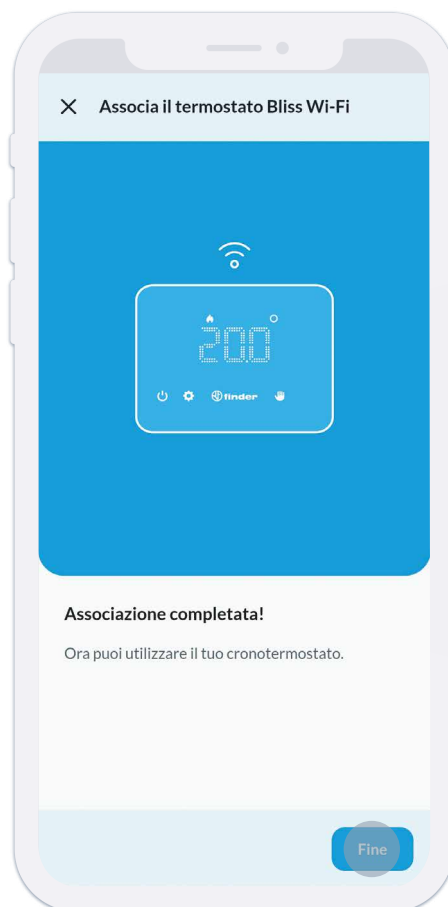 Associa il termostato Bliss Wi-Fi
20.0
finder
Associazione completata!
Ora puoi utilizzare il tuo cronotermostato.
Fine